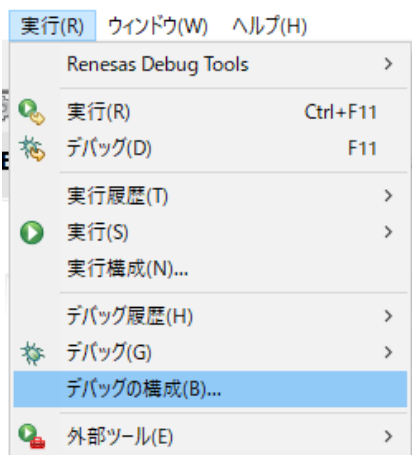 実行(R) ウィンドウ(W) ヘルプ(H)
Renesas Debug Tools
実行(R) Ctrl+F11
デバッグ(D) F11
実行履歴(T)
実行(S)
実行構成(N)...
デバッグ履歴(H)
デバッグ(G)
デバッグの構成(B)...
外部ツール(E)